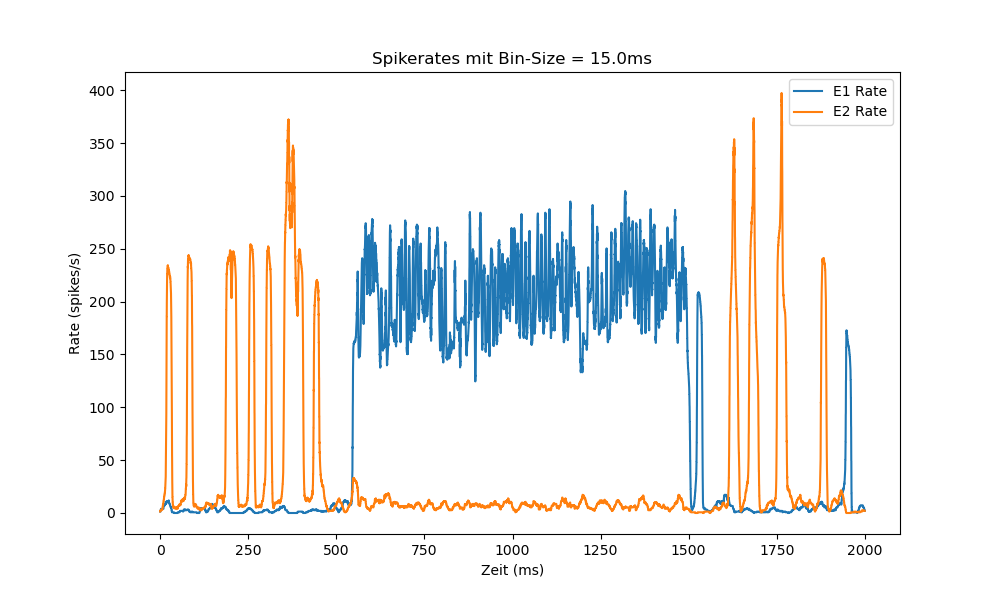 Spikerates mit Bin-Size = 15.0ms
E1 Rate
E2 Rate
Rate (spikes/s)
400
350
300
250
200
150
100
50
0
0 250 500 750 1000 1250 1500 1750 2000
Zeit (ms)